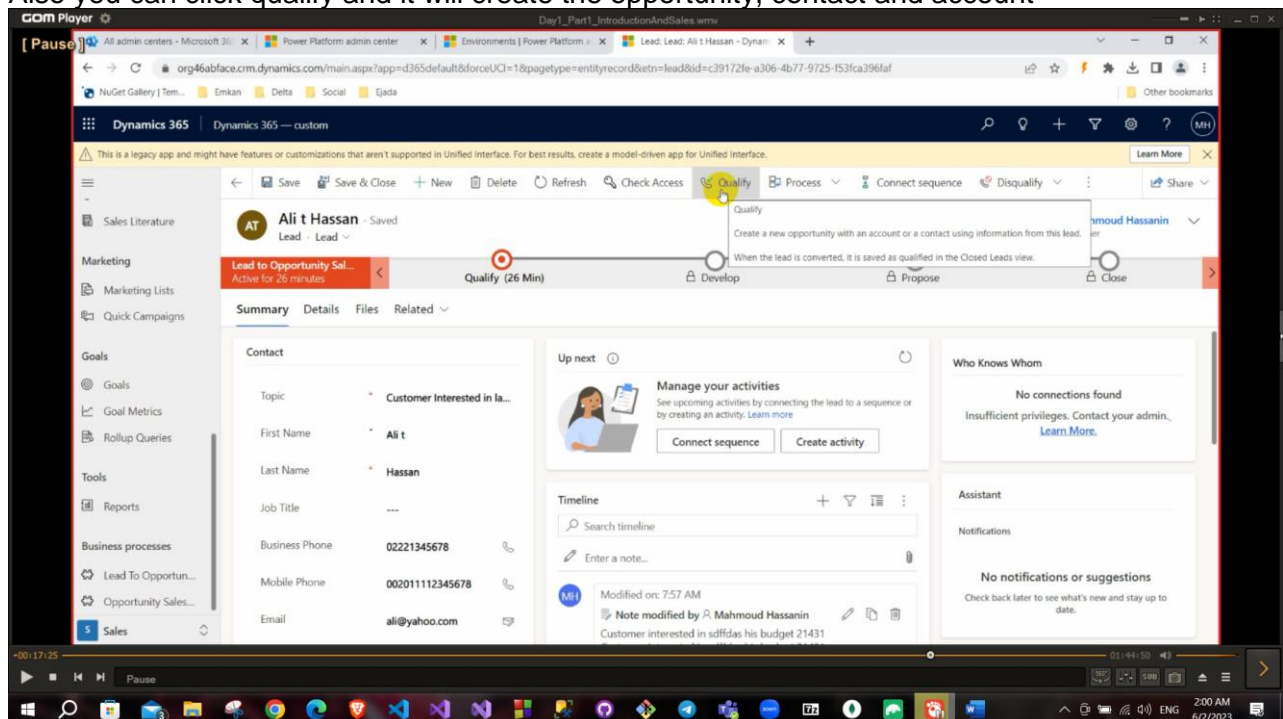 Also you can click qualify and it will create the opportunity, contact and account
GOM Player
Day1_Part1_IntroductionAndSales.wmv
[ Pause ]
All admin centers - Microsoft 36
Power Platform admin center
Environments | Power Platform a
Lead: Lead: Ali t Hassan - Dynam
org46abface.crm.dynamics.com/main.aspx?app=d365default&forceUCI=1&pagetype=entityrecord&etn=lead&id=c39172fe-a306-4b77-9725-f53fca396faf
NuGet Gallery | Tem... Emkan Delta Social Ejada Other bookmarks
Dynamics 365 Dynamics 365 — custom MH
This is a legacy app and might have features or customizations that aren't supported in Unified Interface. For best results, create a model-driven app for Unified Interface. Learn More
Save Save & Close New Delete Refresh Check Access Qualify Process Connect sequence Disqualify Share
Sales Literature
Marketing
Marketing Lists
Quick Campaigns
Goals
Goals
Goal Metrics
Rollup Queries
Tools
Reports
Business processes
Lead To Opportun...
Opportunity Sales...
S Sales
AT Ali t Hassan - Saved
Lead · Lead
Qualify
Create a new opportunity with an account or a contact using information from this lead.
When the lead is converted, it is saved as qualified in the Closed Leads view.
hmoud Hassanin
er
Lead to Opportunity Sal...
Active for 26 minutes
Qualify (26 Min) Develop Propose Close
Summary Details Files Related
Contact
Topic * Customer Interested in la...
First Name Ali t
Last Name * Hassan
Job Title ---
Business Phone 02221345678
Mobile Phone 002011112345678
Email ali@yahoo.com
Up next
Manage your activities
See upcoming activities by connecting the lead to a sequence or
by creating an activity. Learn more
Connect sequence Create activity
Timeline
Search timeline
Enter a note...
MH Modified on: 7:57 AM
Note modified by Mahmoud Hassanin
Customer interested in sdffdas his budget 21431
Who Knows Whom
No connections found
Insufficient privileges. Contact your admin.
Learn More.
Assistant
Notifications
No notifications or suggestions
Check back later to see what's new and stay up to
date.
-00:17:25 01:44:50
Pause
360° SUB
ENG 2:00 AM
6/2/2023